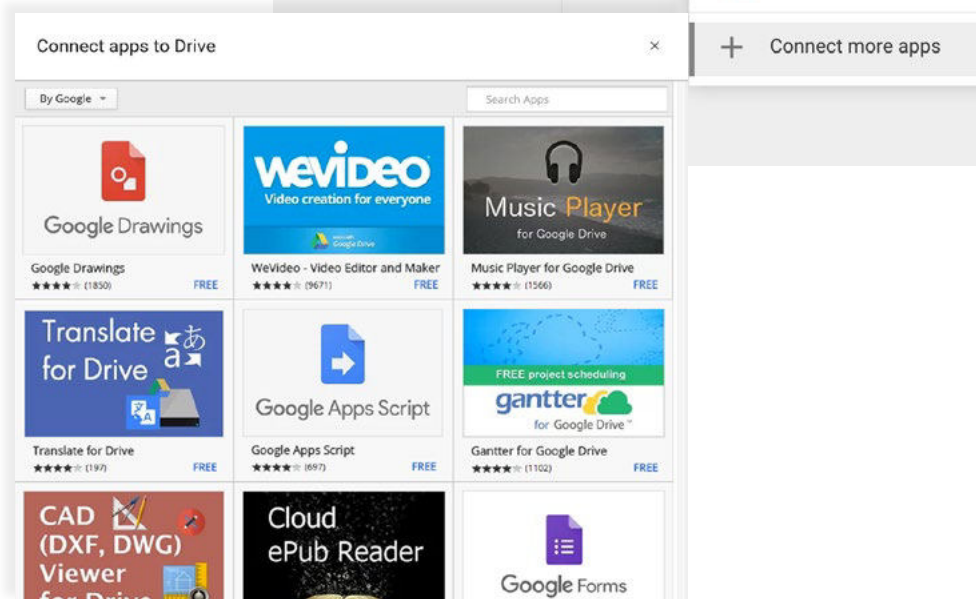 Connect apps to Drive
×
+ Connect more apps
By Google
Search Apps
Google Drawings
WeVideo
Video creation for everyone
Google Drive
Music Player
for Google Drive
Google Drawings
(1850) FREE
WeVideo - Video Editor and Maker
(9671) FREE
Music Player for Google Drive
(1566) FREE
Translate
for Drive
あ
a
文
A
Google Apps Script
FREE project scheduling
gantter
for Google Drive™
Translate for Drive
(197) FREE
Google Apps Script
(697) FREE
Gantter for Google Drive
(1102) FREE
CAD
(DXF, DWG)
Viewer
for Drive
Cloud
ePub Reader
Google Forms